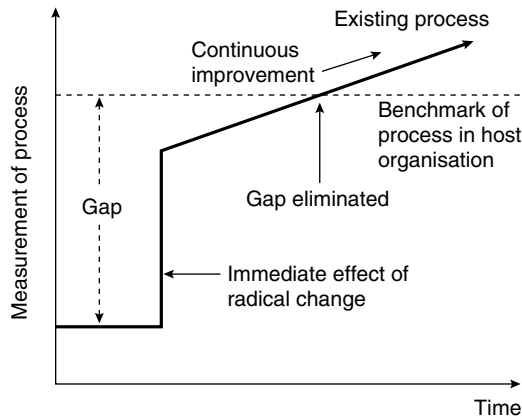 Existing process
Continuous
improvement
Benchmark of
process in host
organisation
Gap
Gap eliminated
Immediate effect of
radical change
Measurement of process
Time